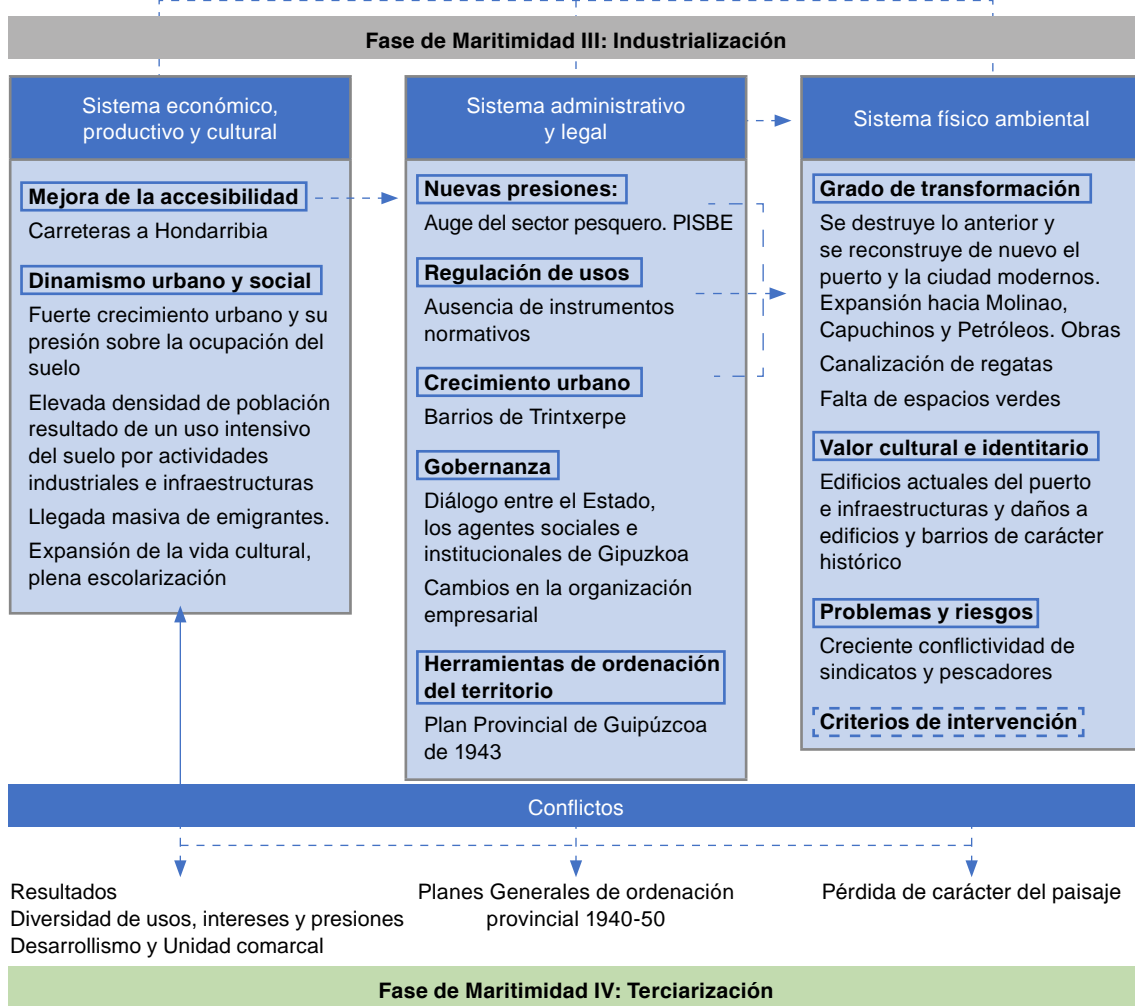 Fase de Maritimidad III: Industrialización
Sistema económico,
productivo y cultural
Mejora de la accesibilidad
Carreteras a Hondarribia
Dinamismo urbano y social
Fuerte crecimiento urbano y su
presión sobre la ocupación del
suelo
Elevada densidad de población
resultado de un uso intensivo
del suelo por actividades
industriales e infraestructuras
Llegada masiva de emigrantes.
Expansión de la vida cultural,
plena escolarización
Sistema administrativo
y legal
Nuevas presiones:
Auge del sector pesquero. PISBE
Regulación de usos
Ausencia de instrumentos
normativos
Crecimiento urbano
Barrios de Trintxerpe
Gobernanza
Diálogo entre el Estado,
los agentes sociales e
institucionales de Gipuzkoa
Cambios en la organización
empresarial
Herramientas de ordenación
del territorio
Plan Provincial de Guipúzcoa
de 1943
Sistema físico ambiental
Grado de transformación
Se destruye lo anterior y
se reconstruye de nuevo el
puerto y la ciudad modernos.
Expansión hacia Molinao,
Capuchinos y Petróleos. Obras
Canalización de regatas
Falta de espacios verdes
Valor cultural e identitario
Edificios actuales del puerto
e infraestructuras y daños a
edificios y barrios de carácter
histórico
Problemas y riesgos
Creciente conflictividad de
sindicatos y pescadores
Criterios de intervención
Conflictos
Resultados
Diversidad de usos, intereses y presiones
Desarrollismo y Unidad comarcal
Planes Generales de ordenación
provincial 1940-50
Pérdida de carácter del paisaje
Fase de Maritimidad IV: Terciarización